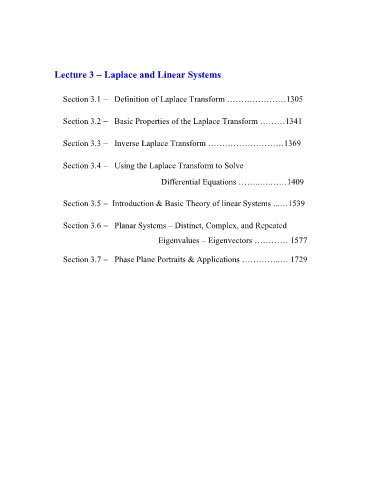 Lecture 3 – Laplace and Linear Systems
Section 3.1 – Definition of Laplace Transform …………………1305
Section 3.2 – Basic Properties of the Laplace Transform ………1341
Section 3.3 – Inverse Laplace Transform ………………………1369
Section 3.4 – Using the Laplace Transform to Solve
Differential Equations ……..…..……1409
Section 3.5 – Introduction & Basic Theory of linear Systems ...…1539
Section 3.6 – Planar Systems – Distinct, Complex, and Repeated
Eigenvalues – Eigenvectors ………… 1577
Section 3.7 – Phase Plane Portraits & Applications …………..…. 1729